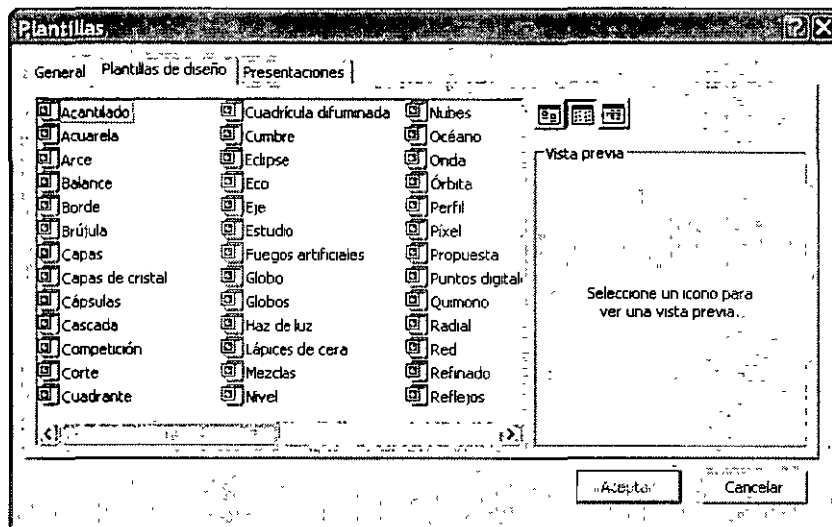 Plantillas
General Plantillas de diseño Presentaciones
Acantilado Cuadrícula difuminada Nubes
Acuarela Cumbre Océano
Arce Eclipse Onda
Balance Eco Órbita
Borde Eje Perfil
Brújula Estudio Píxel
Capas Fuegos artificiales Propuesta
Capas de cristal Globo Puntos digital
Cápsulas Globos Quimono
Cascada Haz de luz Radial
Competición Lápices de cera Red
Corte Mezclas Refinado
Cuadrante Nivel Reflejos
Vista previa
Seleccione un icono para
ver una vista previa.
Aceptar Cancelar